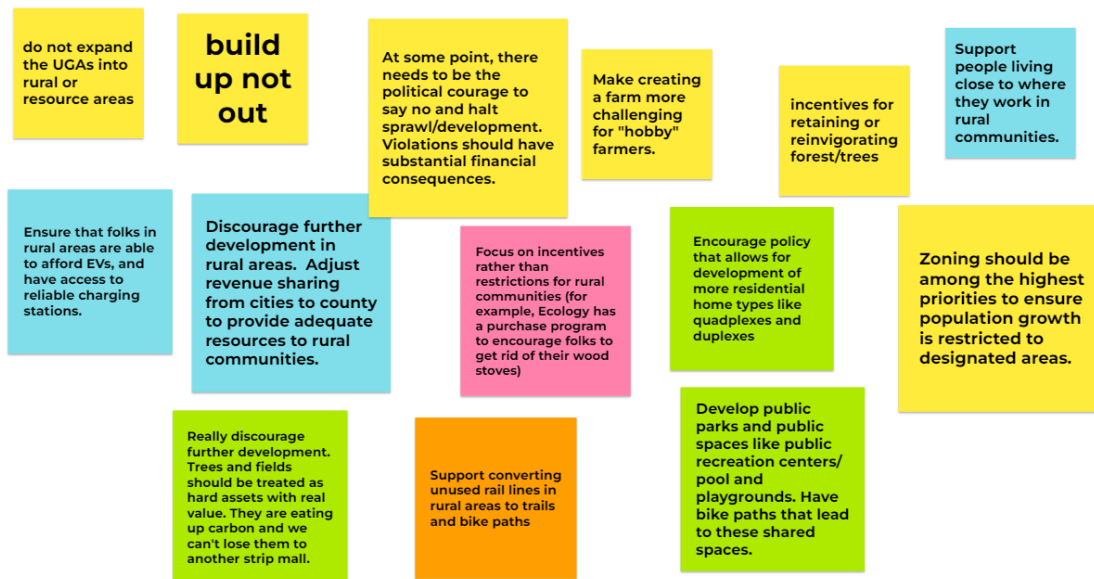 do not expand
the UGAs into
rural or
resource areas
build
up not
out
At some point, there
needs to be the
political courage to
say no and halt
sprawl/development.
Violations should have
substantial financial
consequences.
Make creating
a farm more
challenging
for "hobby"
farmers.
incentives for
retaining or
reinvigorating
forest/trees
Support
people living
close to where
they work in
rural
communities.
Ensure that folks in
rural areas are able
to afford EVs, and
have access to
reliable charging
stations.
Discourage further
development in
rural areas.  Adjust
revenue sharing
from cities to county
to provide adequate
resources to rural
communities.
Focus on incentives
rather than
restrictions for rural
communities (for
example, Ecology has
a purchase program
to encourage folks to
get rid of their wood
stoves)
Encourage policy
that allows for
development of
more residential
home types like
quadplexes and
duplexes
Zoning should be
among the highest
priorities to ensure
population growth
is restricted to
designated areas.
Really discourage
further development.
Trees and fields
should be treated as
hard assets with real
value. They are eating
up carbon and we
can't lose them to
another strip mall.
Support converting
unused rail lines in
rural areas to trails
and bike paths
Develop public
parks and public
spaces like public
recreation centers/
pool and
playgrounds. Have
bike paths that lead
to these shared
spaces.